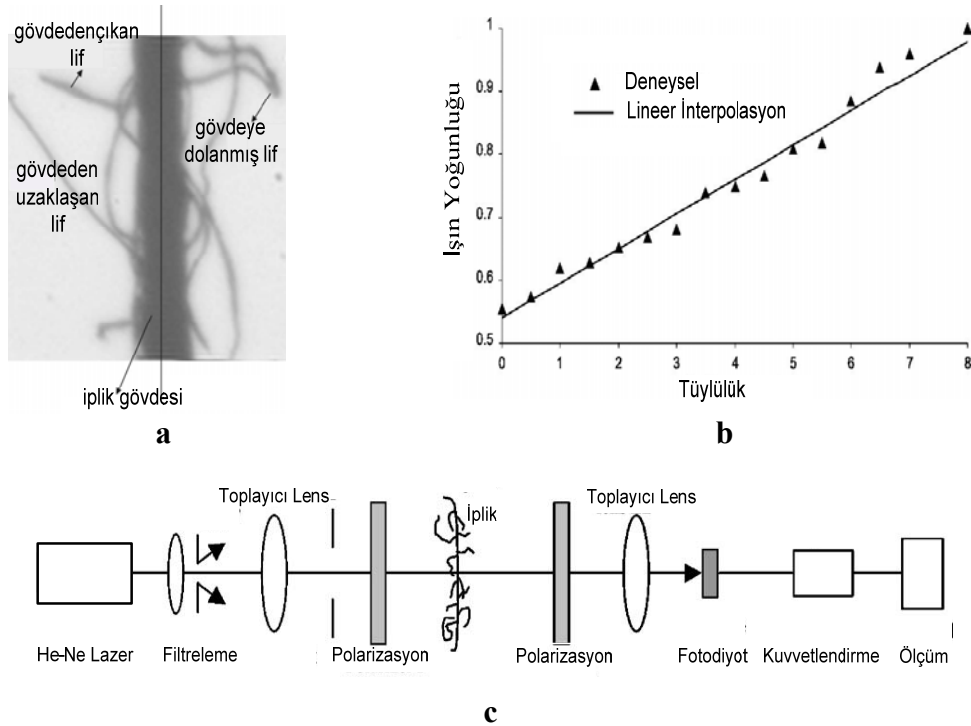 gövdedençıkan
lif
gövdeye
dolanmış lif
gövdeden
uzaklaşan
lif
iplik gövdesi
a
1
0.9
0.8
0.7
0.6
0.5
0 1 2 3 4 5 6 7 8
Işın Yoğunluğu
Deneysel
Lineer İnterpolasyon
Tüylülük
b
Toplayıcı Lens
İplik
Toplayıcı Lens
He-Ne Lazer
Filtreleme
Polarizasyon
Polarizasyon
Fotodiyot
Kuvvetlendirme
Ölçüm
c